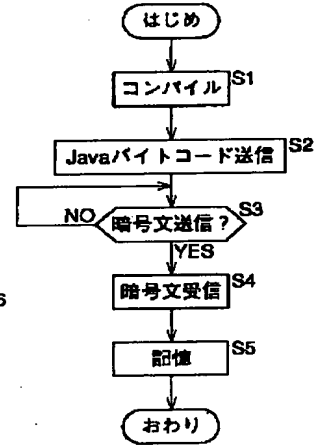 はじめ
コンパイル S1
Javaバイトコード送信 S2
NO 暗号文送信? S3
YES
暗号文受信 S4
6
記憶 S5
おわり